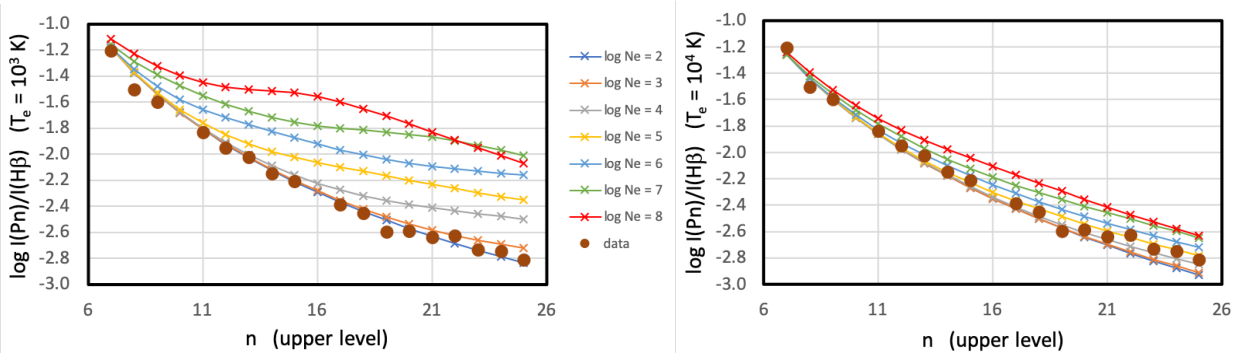 log I(Pn)/I(Hβ)   (Tₑ = 10³ K)
-1.0
-1.2
-1.4
-1.6
-1.8
-2.0
-2.2
-2.4
-2.6
-2.8
-3.0
6
11
16
21
26
n   (upper level)
log Ne = 2
log Ne = 3
log Ne = 4
log Ne = 5
log Ne = 6
log Ne = 7
log Ne = 8
data
log I(Pn)/I(Hβ)   (Tₑ = 10⁴ K)
-1.0
-1.2
-1.4
-1.6
-1.8
-2.0
-2.2
-2.4
-2.6
-2.8
-3.0
6
11
16
21
26
n   (upper level)